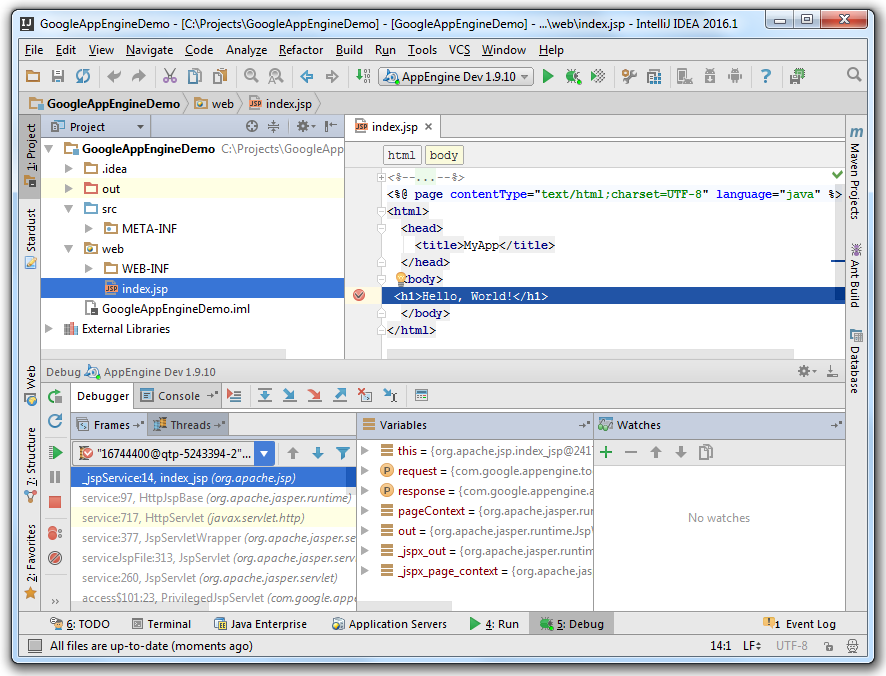 GoogleAppEngineDemo - [C:\Projects\GoogleAppEngineDemo] - [GoogleAppEngineDemo] - ...\web\index.jsp - IntelliJ IDEA 2016.1
File Edit View Navigate Code Analyze Refactor Build Run Tools VCS Window Help
AppEngine Dev 1.9.10
GoogleAppEngineDemo web index.jsp
1: Project
Stardust
Web
7: Structure
2: Favorites
Project
GoogleAppEngineDemo C:\Projects\GoogleApp
.idea
out
src
META-INF
web
WEB-INF
index.jsp
GoogleAppEngineDemo.iml
External Libraries
index.jsp
html body
<%--...--%>
<%@ page contentType="text/html;charset=UTF-8" language="java" %>
<html>
<head>
<title>MyApp</title>
</head>
<body>
<h1>Hello, World!</h1>
</body>
</html>
Maven Projects
Ant Build
Database
Debug AppEngine Dev 1.9.10
Debugger Console
Frames Threads
"16744400@qtp-5243394-2"...
_jspService:14, index_jsp (org.apache.jsp)
service:97, HttpJspBase (org.apache.jasper.runtime)
service:717, HttpServlet (javax.servlet.http)
service:377, JspServletWrapper (org.apache.jasper.se
serviceJspFile:313, JspServlet (org.apache.jasper.serv
service:260, JspServlet (org.apache.jasper.servlet)
access$101:23, PrivilegedJspServlet (com.google.appe
Variables
this = {org.apache.jsp.index_jsp@241
request = {com.google.appengine.to
response = {com.google.appengine.a
pageContext = {org.apache.jasper.rur
out = {org.apache.jasper.runtime.JspW
_jspx_out = {org.apache.jasper.runtim
_jspx_page_context = {org.apache.jas
Watches
No watches
6: TODO Terminal Java Enterprise Application Servers 4: Run 5: Debug 1 Event Log
All files are up-to-date (moments ago) 14:1 LF UTF-8